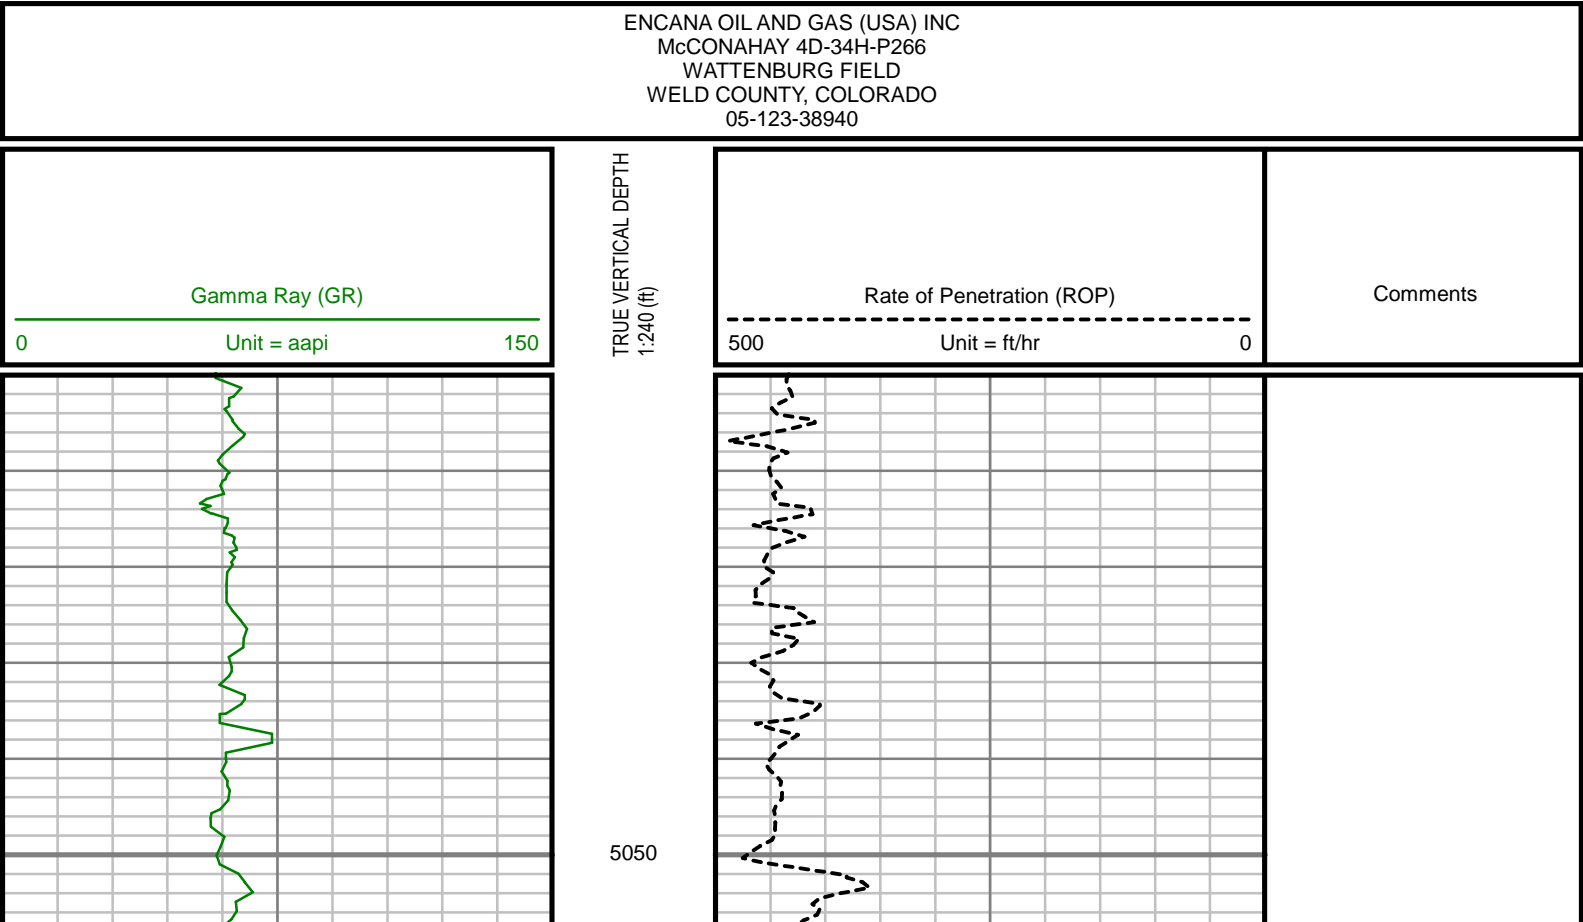 ENCANA OIL AND GAS (USA) INC
McCONAHAY 4D-34H-P266
WATTENBURG FIELD
WELD COUNTY, COLORADO
05-123-38940
Gamma Ray (GR)
0 Unit = aapi 150
TRUE VERTICAL DEPTH
1:240 (ft)
Rate of Penetration (ROP)
500 Unit = ft/hr 0
Comments
5050